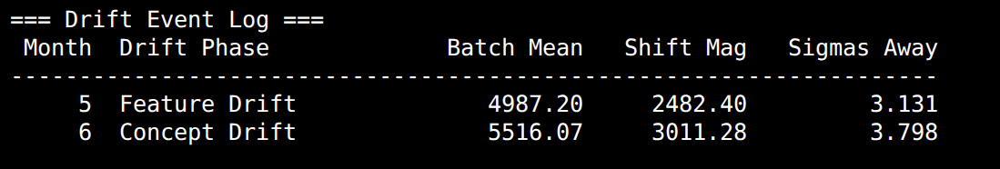 === Drift Event Log ===
Month  Drift Phase             Batch Mean   Shift Mag   Sigmas Away
--------------------------------------------------------------------
5  Feature Drift              4987.20     2482.40         3.131
6  Concept Drift              5516.07     3011.28         3.798